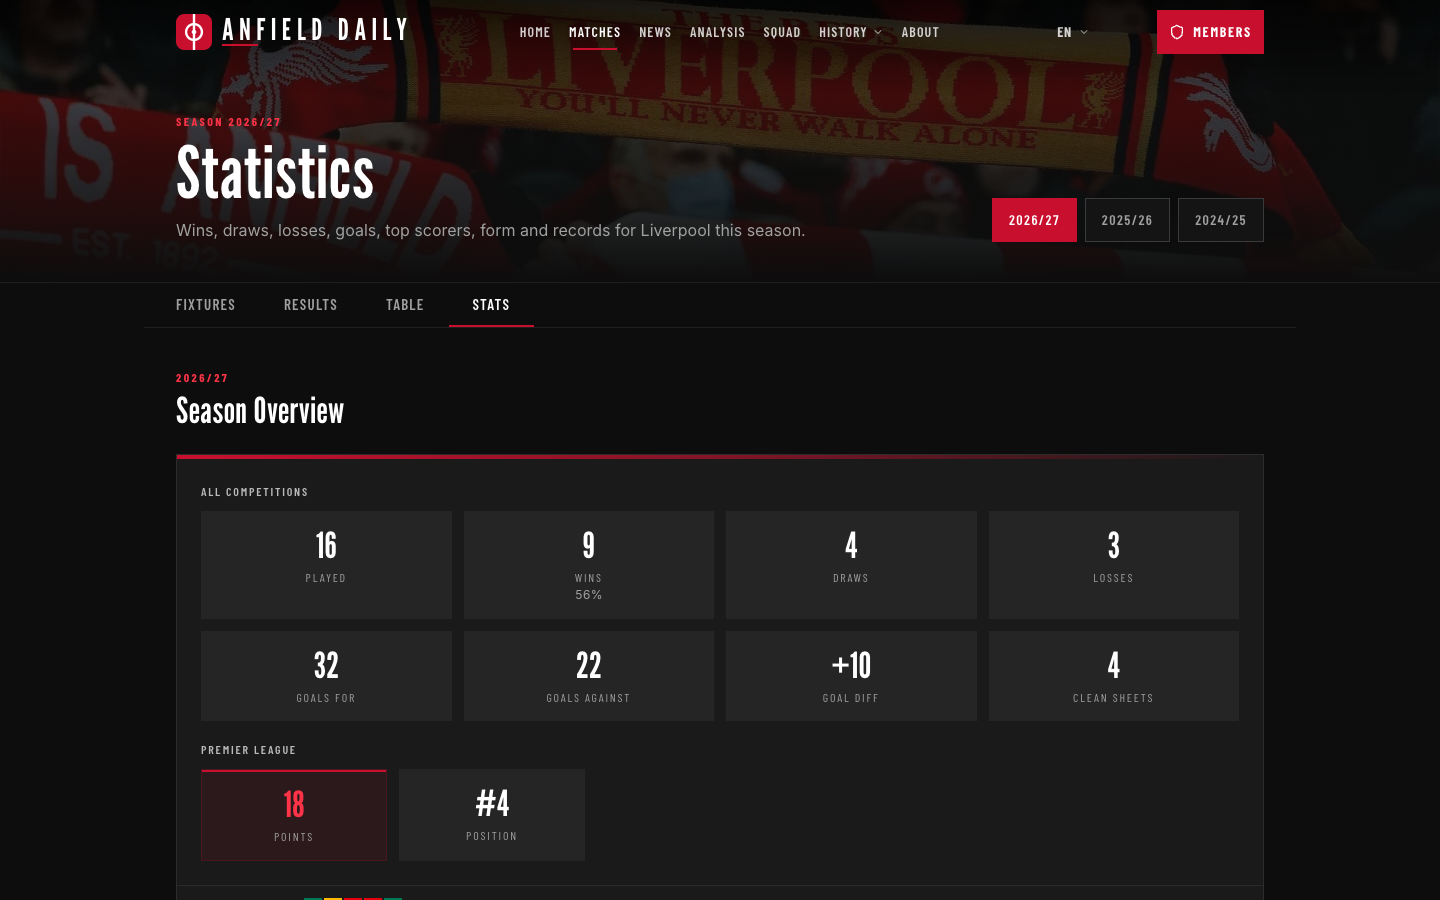 ANFIELD DAILY
HOME MATCHES NEWS ANALYSIS SQUAD HISTORY ABOUT
EN
MEMBERS
LIVERPOOL
YOU'LL NEVER WALK ALONE
IS ANFIELD
EST. 1892
SEASON 2026/27
Statistics
Wins, draws, losses, goals, top scorers, form and records for Liverpool this season.
2026/27 2025/26 2024/25
FIXTURES RESULTS TABLE STATS
2026/27
Season Overview
ALL COMPETITIONS
16
PLAYED
9
WINS
56%
4
DRAWS
3
LOSSES
32
GOALS FOR
22
GOALS AGAINST
+10
GOAL DIFF
4
CLEAN SHEETS
PREMIER LEAGUE
18
POINTS
#4
POSITION